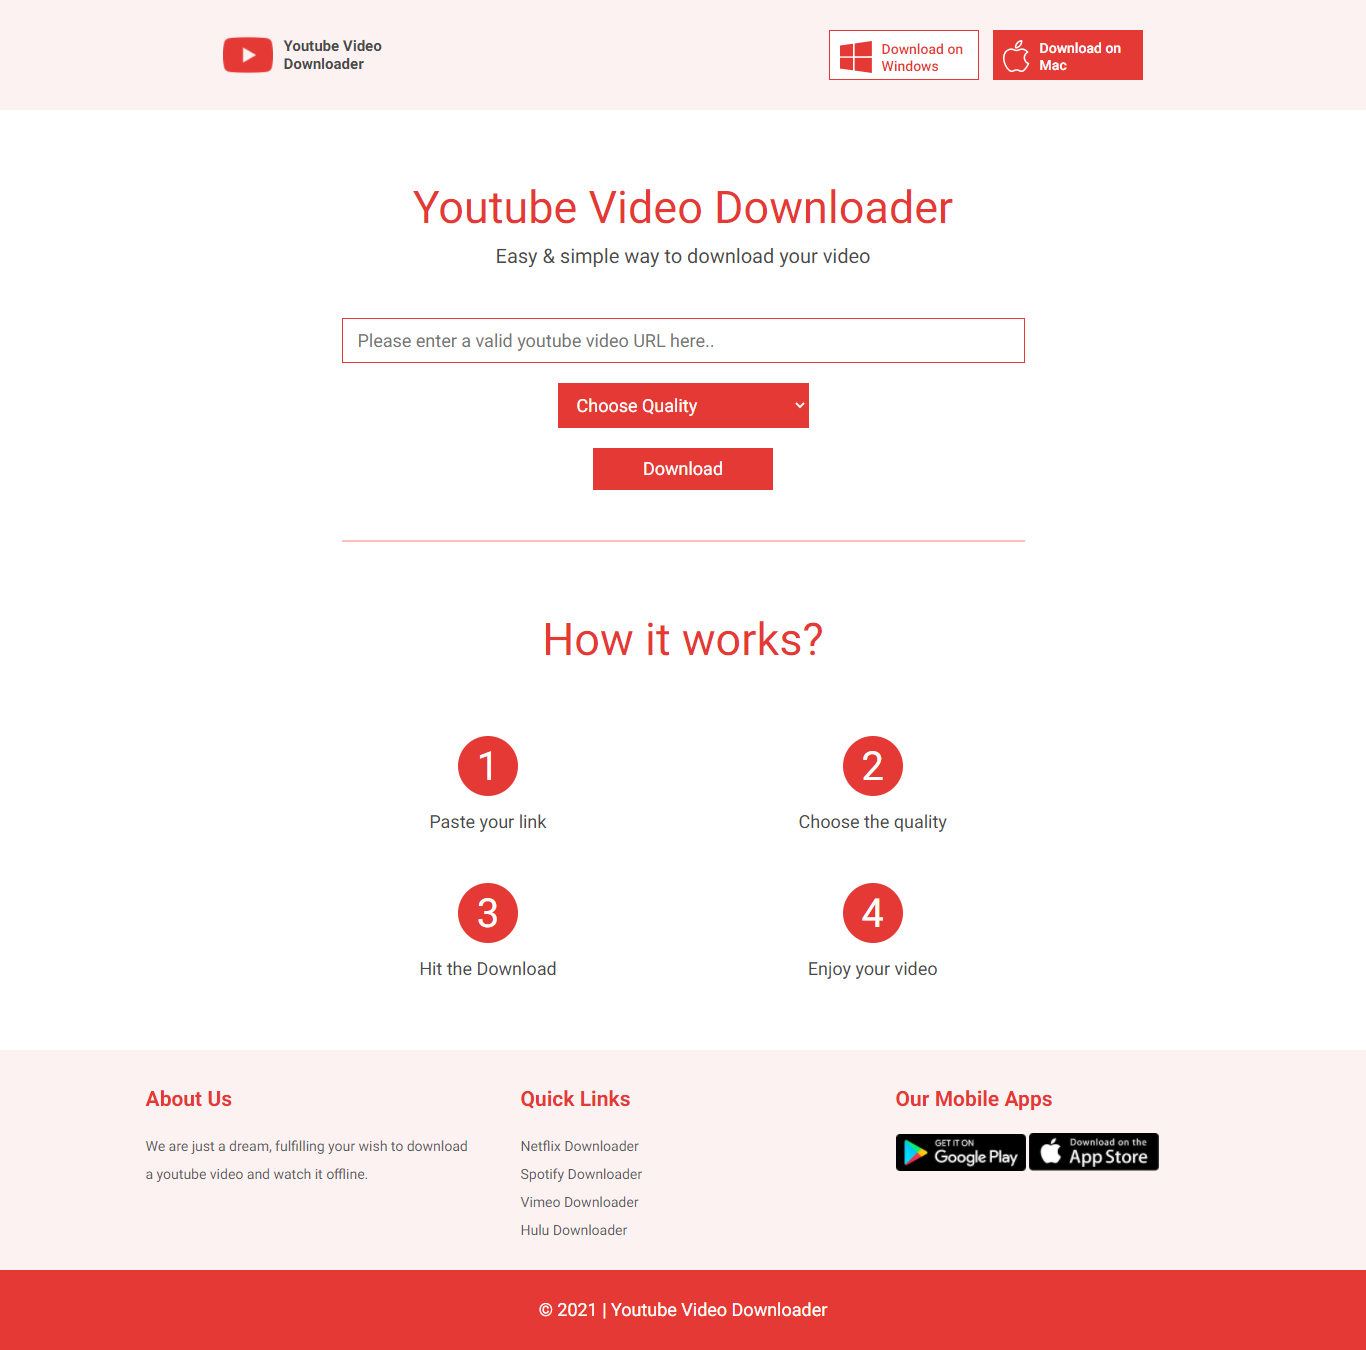 Youtube Video
Downloader
Download on
Windows
Download on
Mac
Youtube Video Downloader
Easy & simple way to download your video
Please enter a valid youtube video URL here..
Choose Quality
Download
How it works?
1
Paste your link
2
Choose the quality
3
Hit the Download
4
Enjoy your video
About Us
We are just a dream, fulfilling your wish to download
a youtube video and watch it offline.
Quick Links
Netflix Downloader
Spotify Downloader
Vimeo Downloader
Hulu Downloader
Our Mobile Apps
GET IT ON
Google Play
Download on the
App Store
© 2021 | Youtube Video Downloader